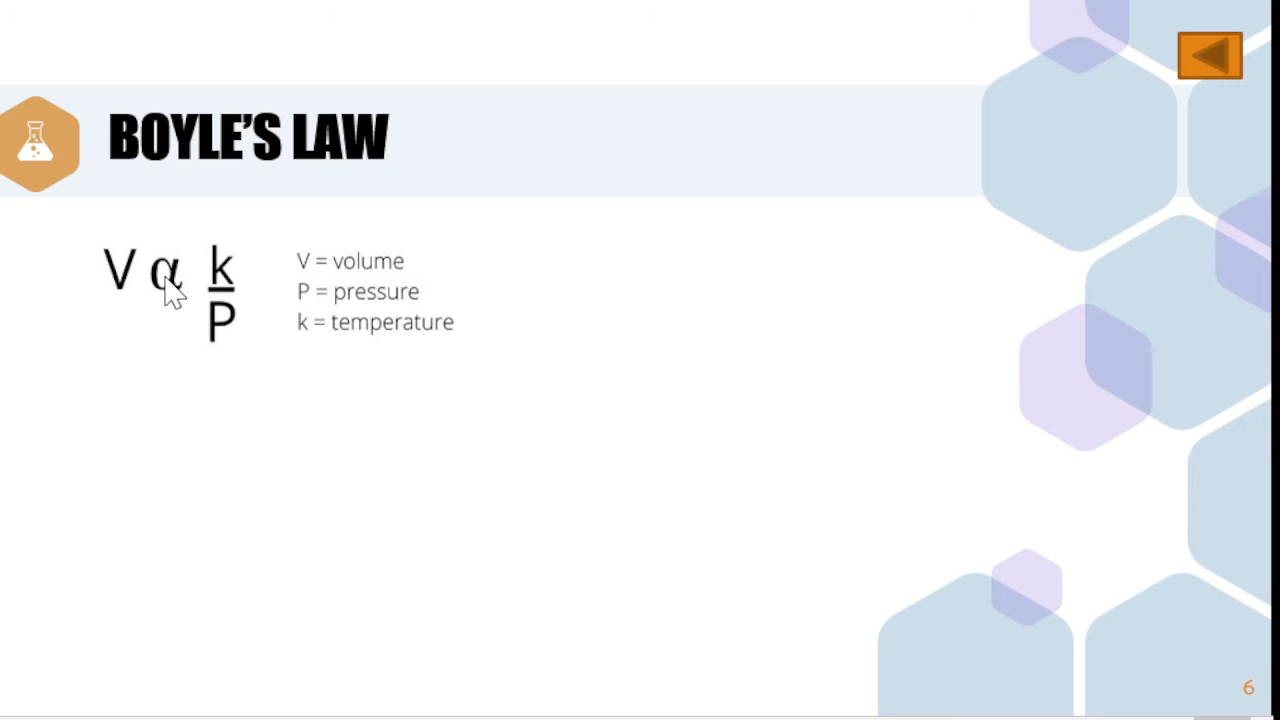 BOYLE’S LAW
V α k
P
V = volume
P = pressure
k = temperature
6